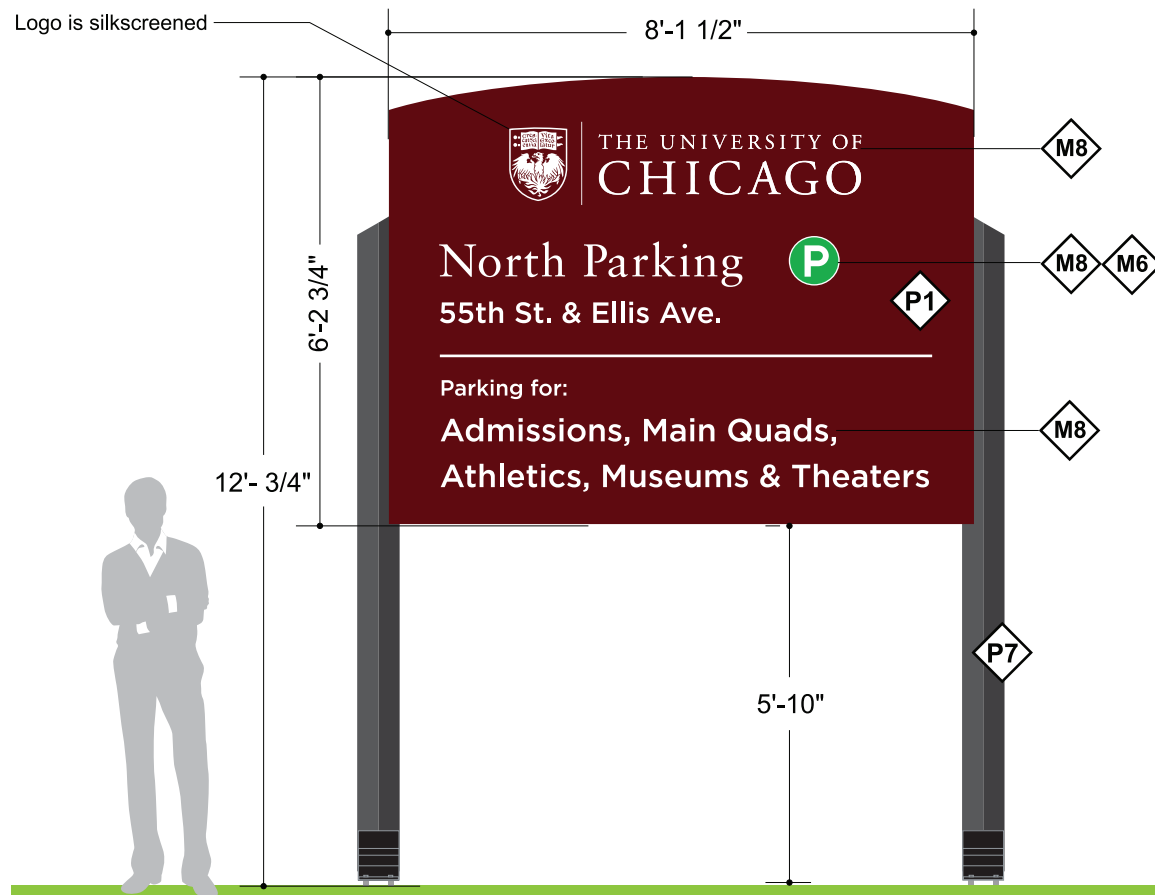 Logo is silkscreened
8'-1 1/2"
THE UNIVERSITY OF
CHICAGO
M8
North Parking
P
M8
M6
P1
55th St. & Ellis Ave.
6'-2 3/4"
Parking for:
Admissions, Main Quads,
M8
Athletics, Museums & Theaters
12'- 3/4"
P7
5'-10"